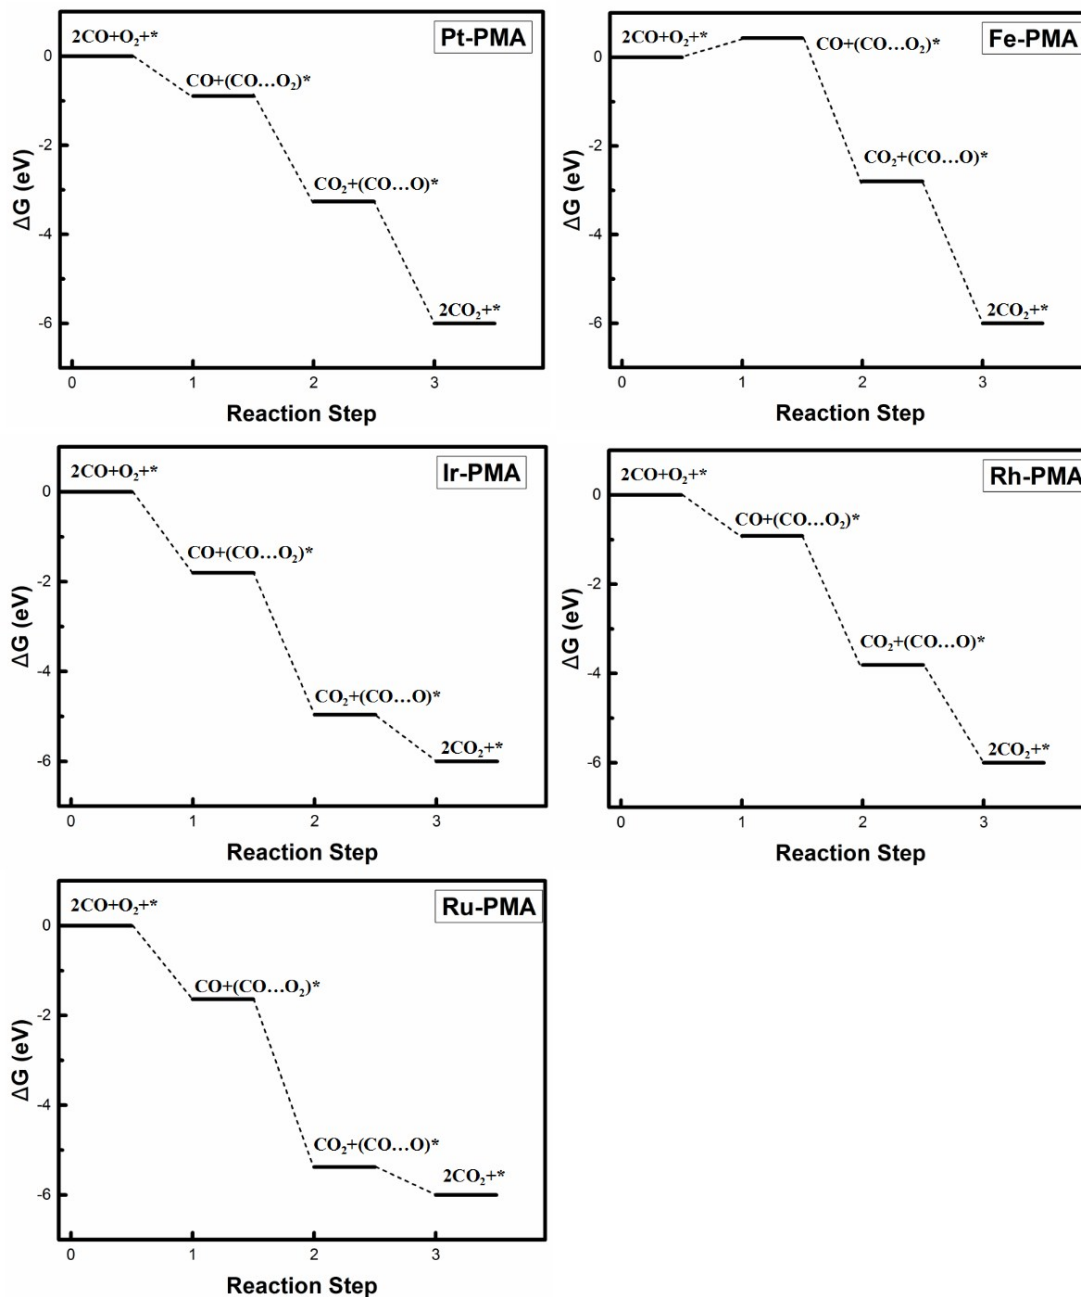 Pt-PMA
2CO+O₂+*
CO+(CO...O₂)*
CO₂+(CO...O)*
2CO₂+*
ΔG (eV)
0
-2
-4
-6
0 1 2 3
Reaction Step
Fe-PMA
2CO+O₂+*
CO+(CO...O₂)*
CO₂+(CO...O)*
2CO₂+*
ΔG (eV)
0
-2
-4
-6
0 1 2 3
Reaction Step
Ir-PMA
2CO+O₂+*
CO+(CO...O₂)*
CO₂+(CO...O)*
2CO₂+*
ΔG (eV)
0
-2
-4
-6
0 1 2 3
Reaction Step
Rh-PMA
2CO+O₂+*
CO+(CO...O₂)*
CO₂+(CO...O)*
2CO₂+*
ΔG (eV)
0
-2
-4
-6
0 1 2 3
Reaction Step
Ru-PMA
2CO+O₂+*
CO+(CO...O₂)*
CO₂+(CO...O)*
2CO₂+*
ΔG (eV)
0
-2
-4
-6
0 1 2 3
Reaction Step